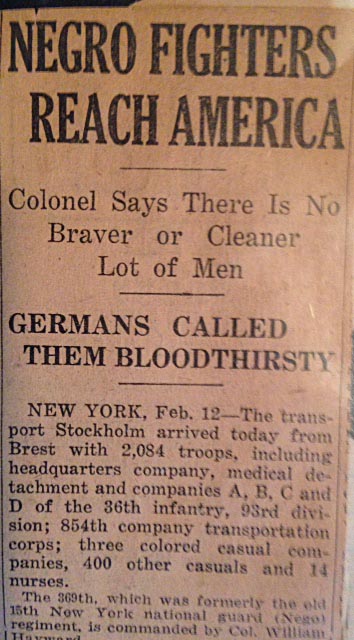 NEGRO FIGHTERS
REACH AMERICA
Colonel Says There Is No
Braver or Cleaner
Lot of Men
GERMANS CALLED
THEM BLOODTHIRSTY
NEW YORK, Feb. 12—The trans-
port Stockholm arrived today from
Brest with 2,084 troops, including
headquarters company, medical de-
tachment and companies A, B, C and
D of the 36th infantry, 93rd divi-
sion; 854th company transportation
corps; three colored casual com-
panies, 400 other casuals and 14
nurses.
The 369th, which was formerly the old
15th New York national guard (Negro)
regiment, is commanded by Col. William
Hayward